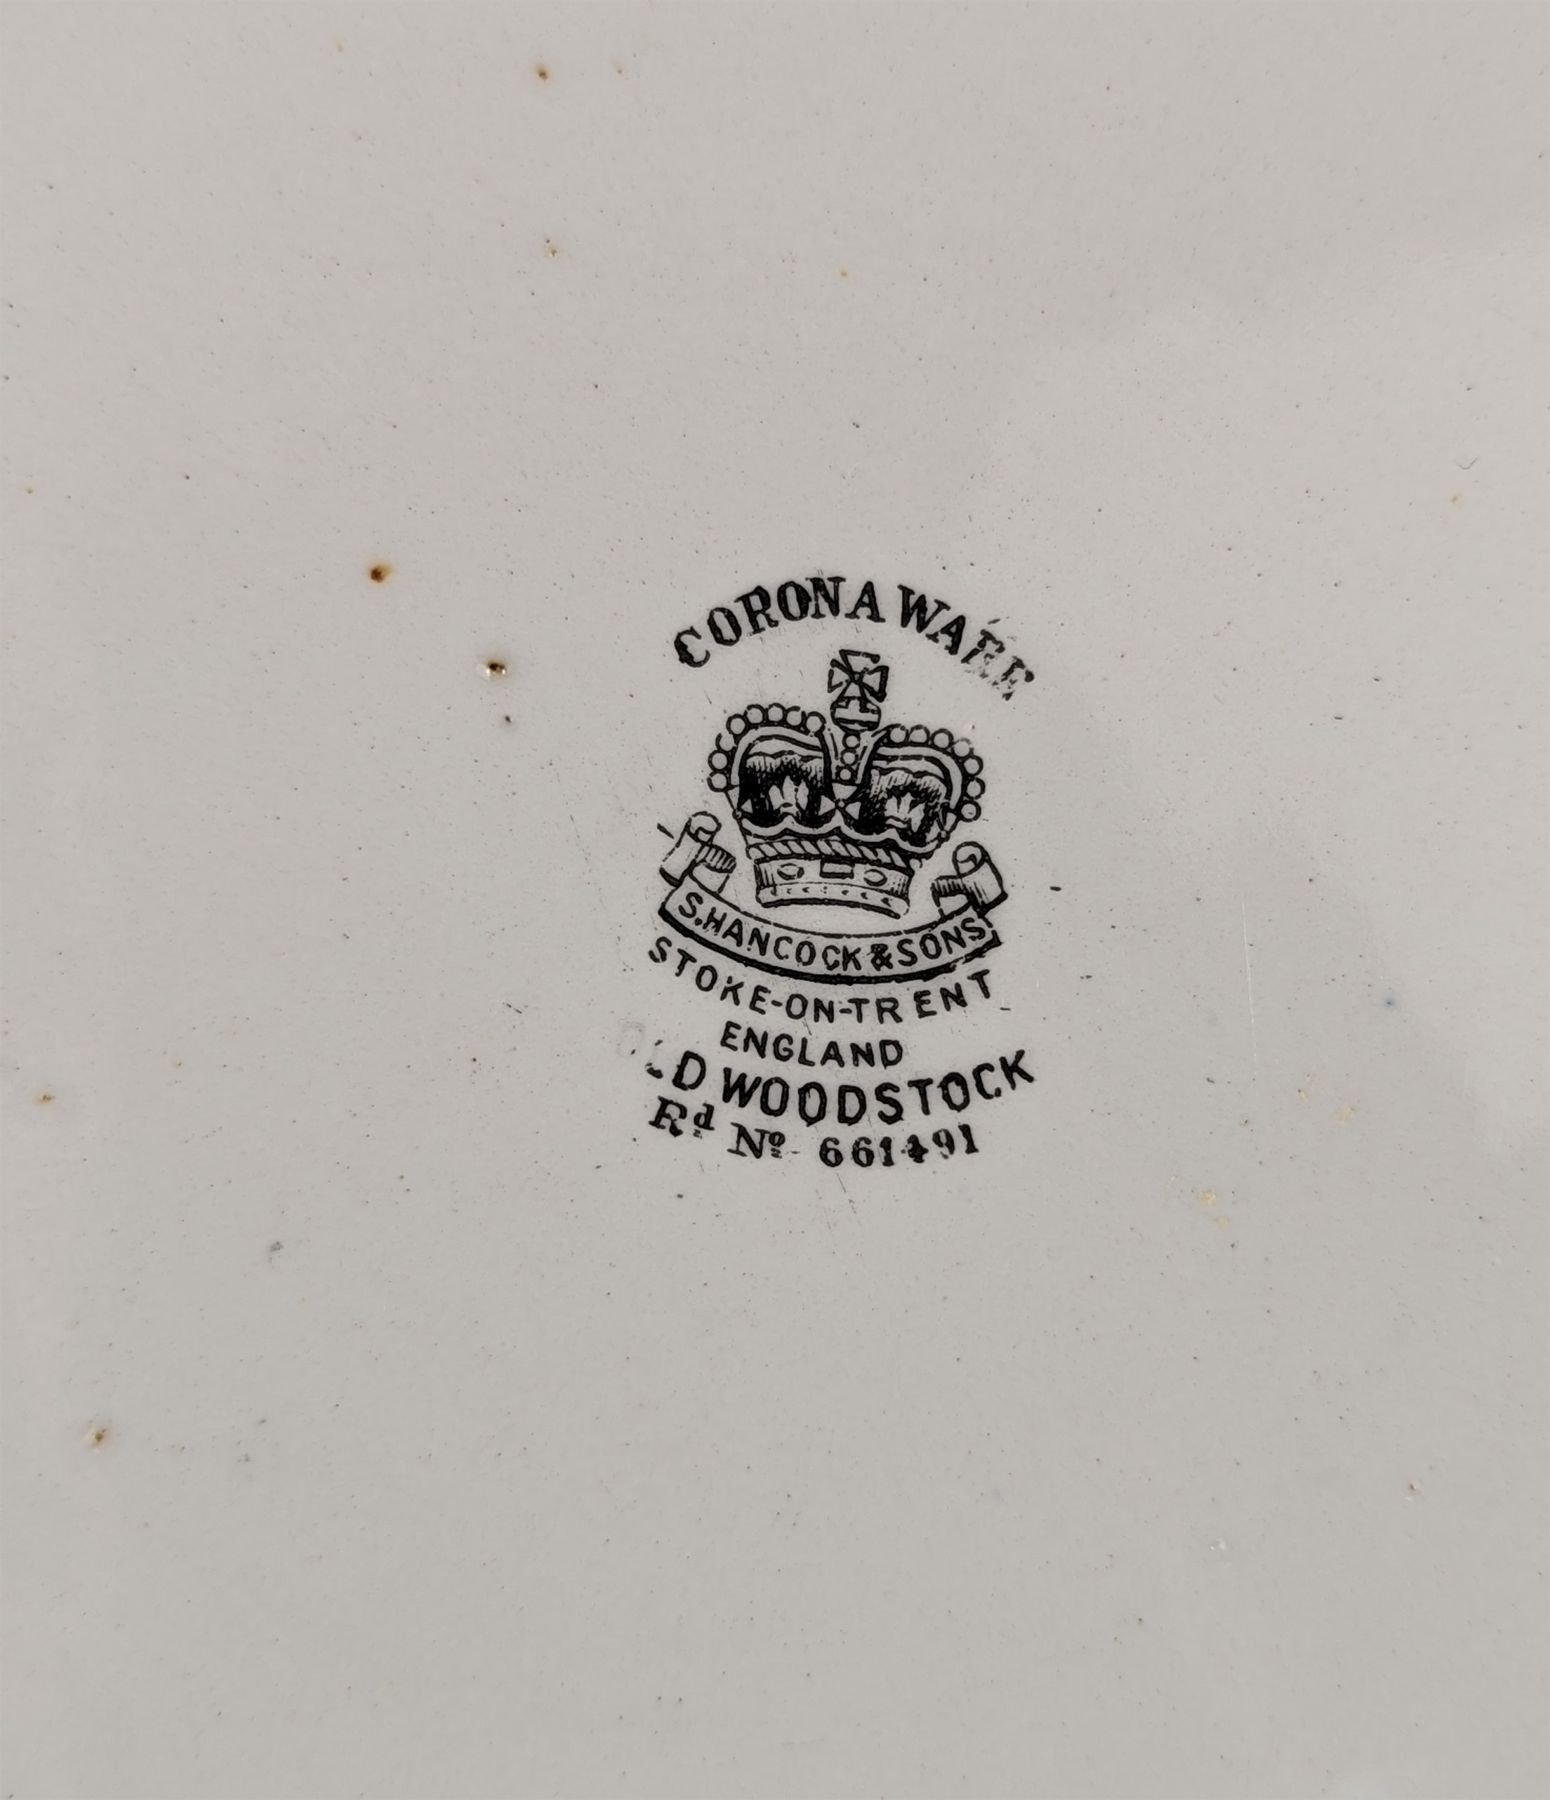 CORONA WARE
S.HANCOCK & SONS
STOKE-ON-TRENT
ENGLAND
WOODSTOCK
Rd No 661491